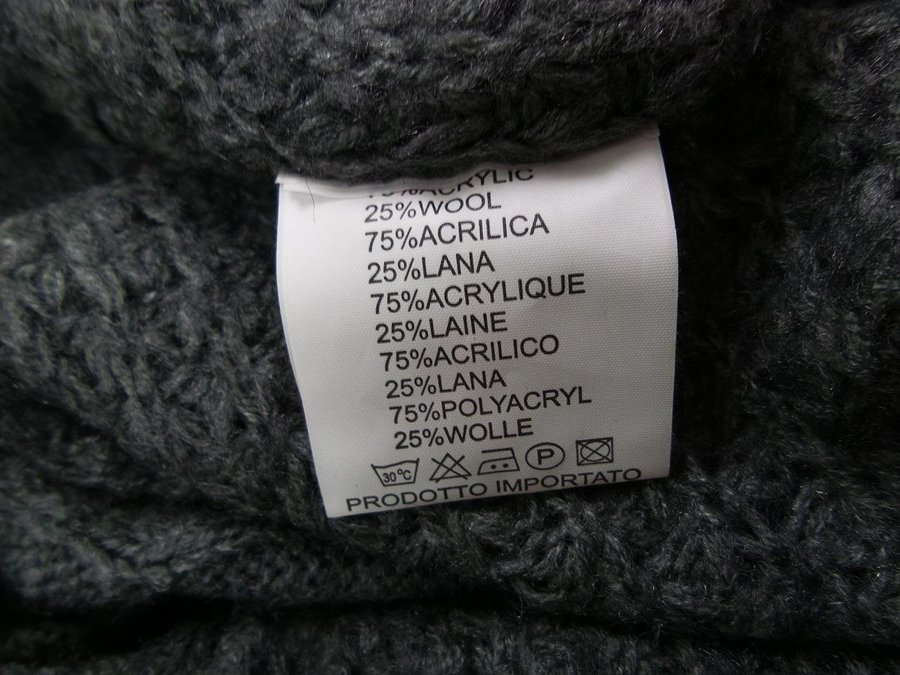 75%ACRYLIC
25%WOOL
75%ACRILICA
25%LANA
75%ACRYLIQUE
25%LAINE
75%ACRILICO
25%LANA
75%POLYACRYL
25%WOLLE
30°C P
PRODOTTO IMPORTATO